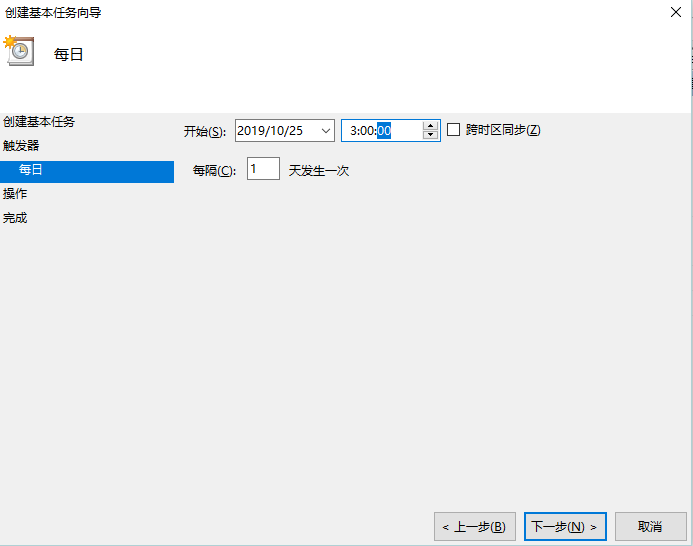 创建基本任务向导
每日
创建基本任务
触发器
每日
操作
完成
开始(S): 2019/10/25 3:00:00 跨时区同步(Z)
每隔(C): 1 天发生一次
< 上一步(B) 下一步(N) > 取消